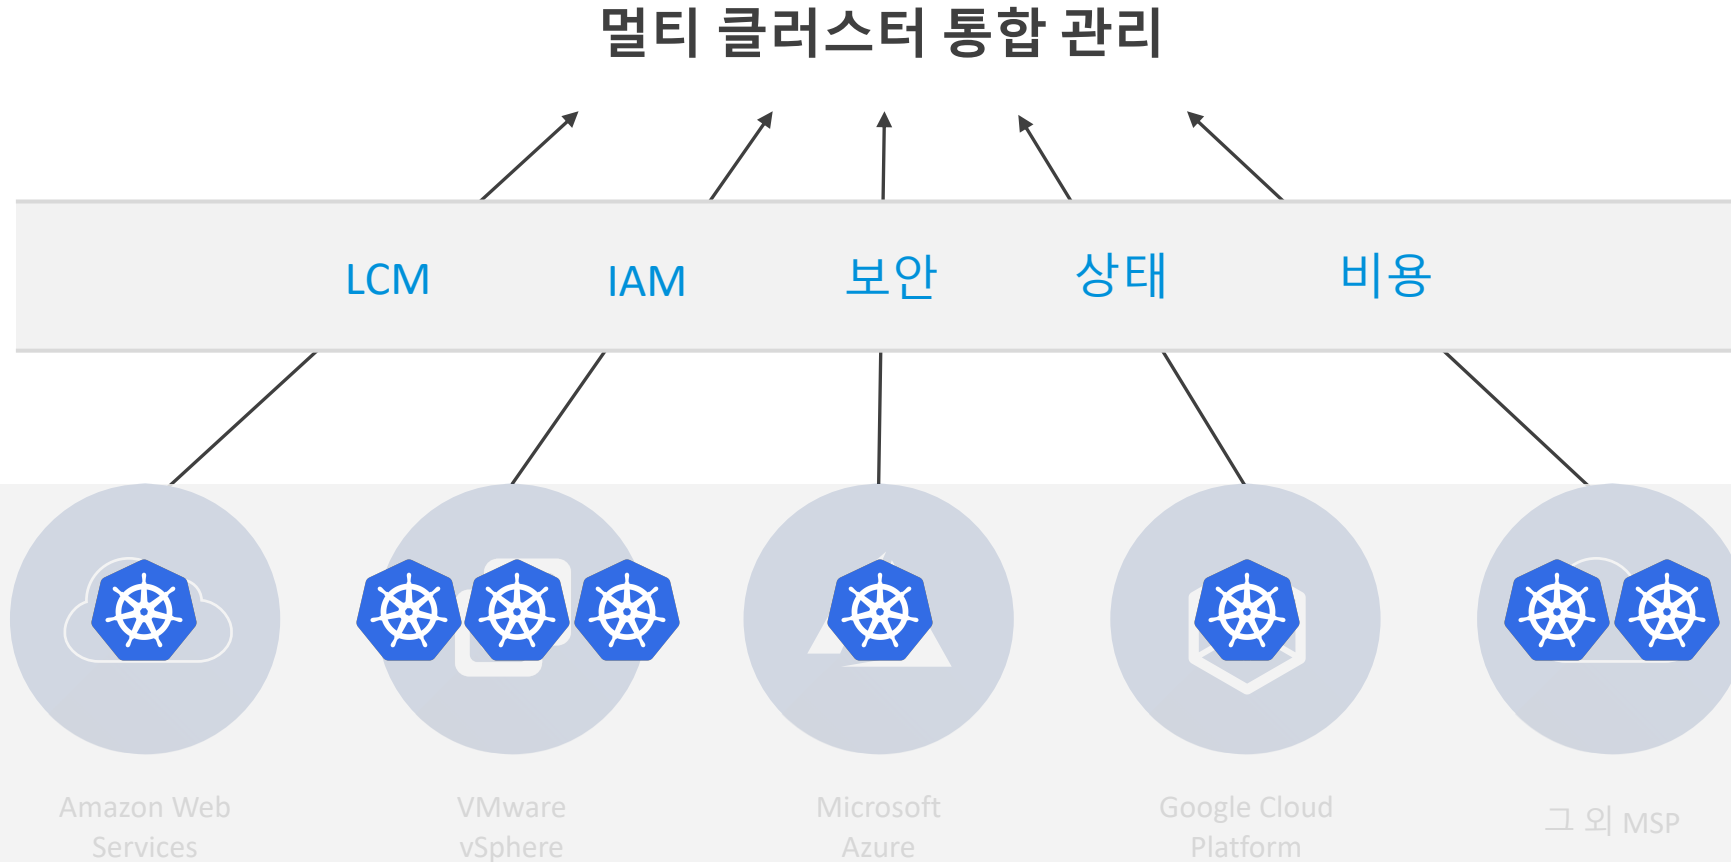 멀티 클러스터 통합 관리
LCM
IAM
보안
상태
비용
Amazon Web
Services
VMware
vSphere
Microsoft
Azure
Google Cloud
Platform
그 외 MSP